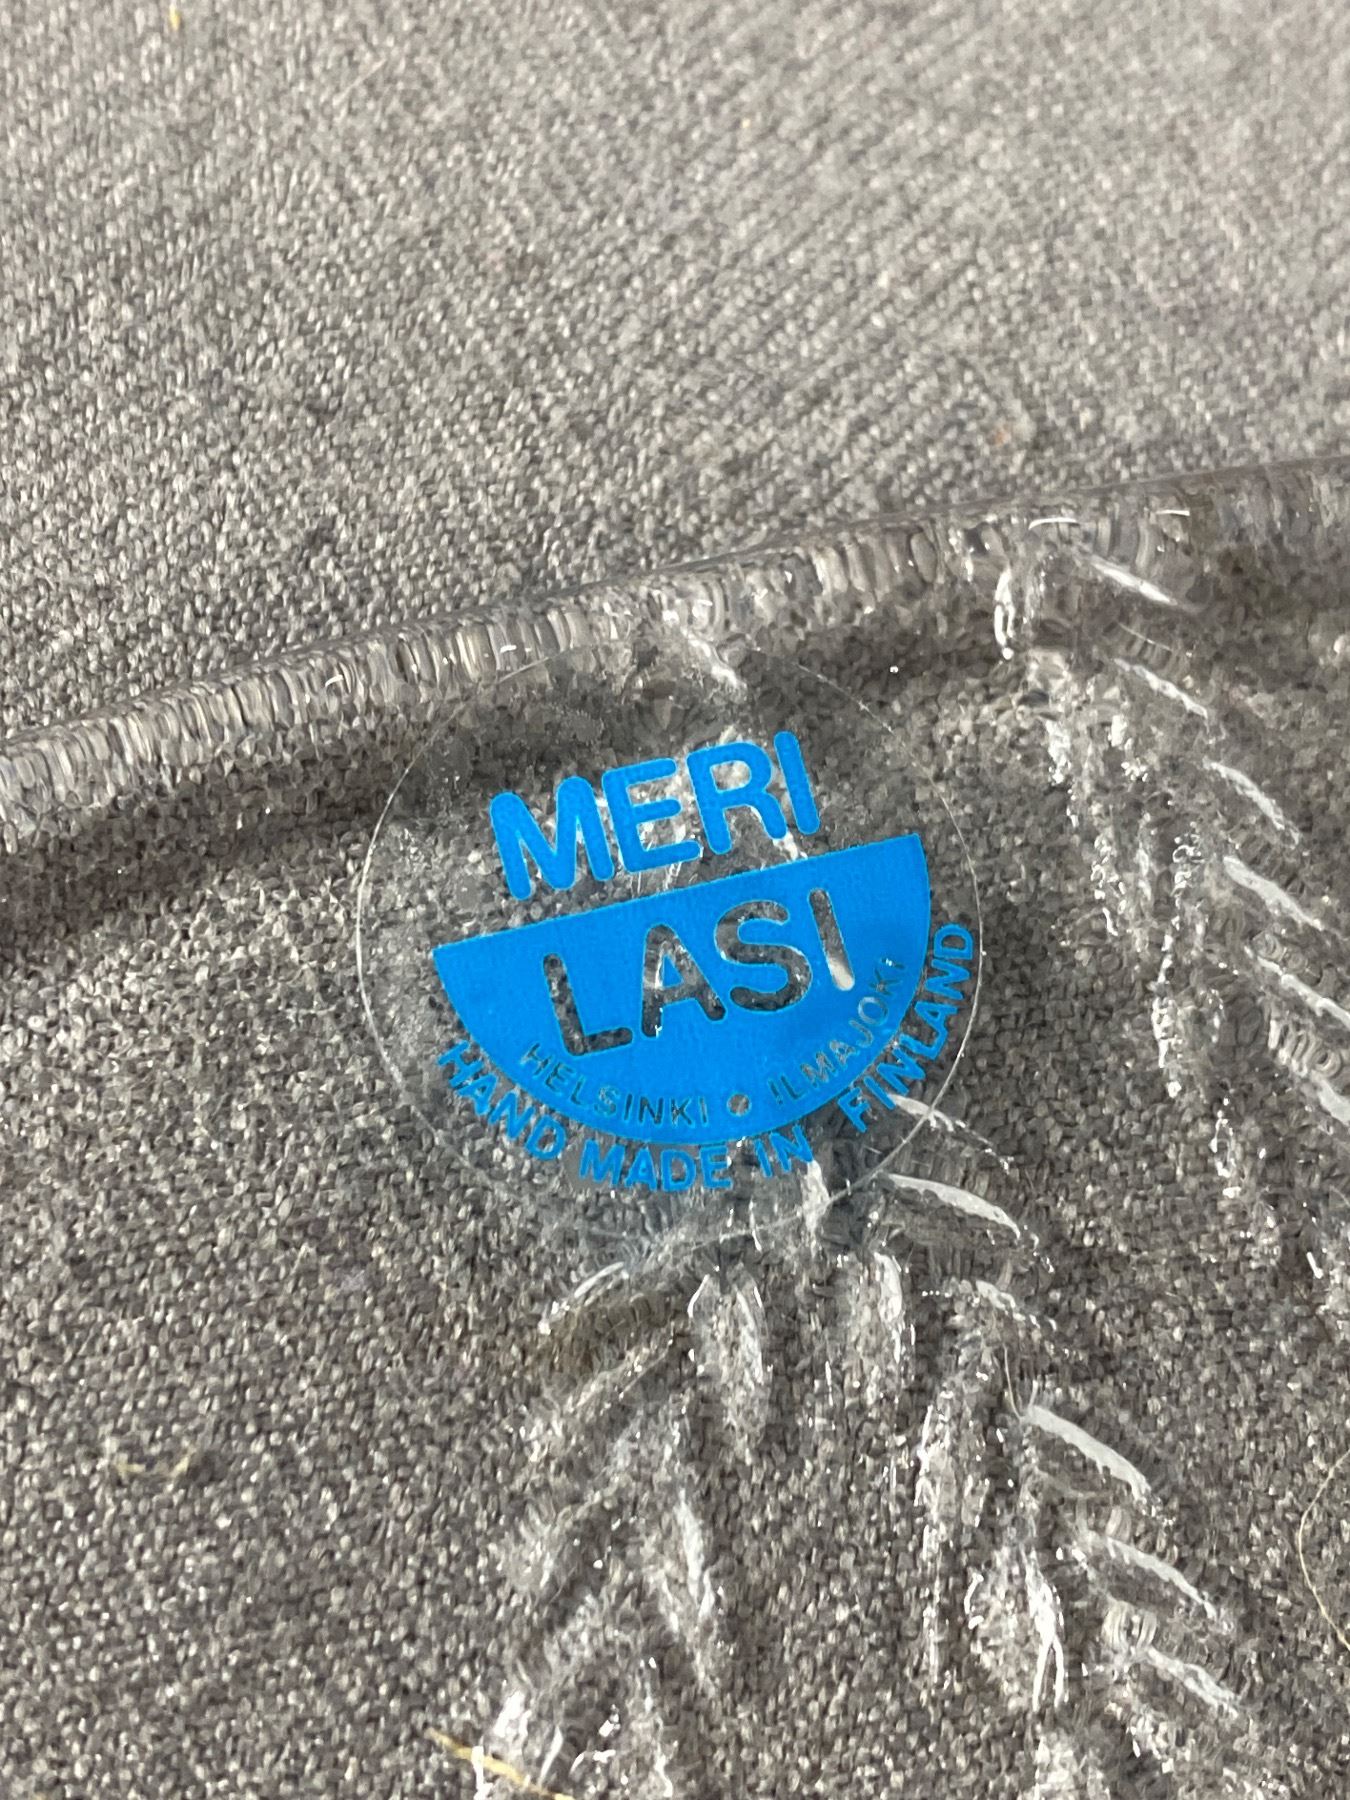 MERI
LASI
HELSINKI • ILMAJOKI
HAND MADE IN FINLAND